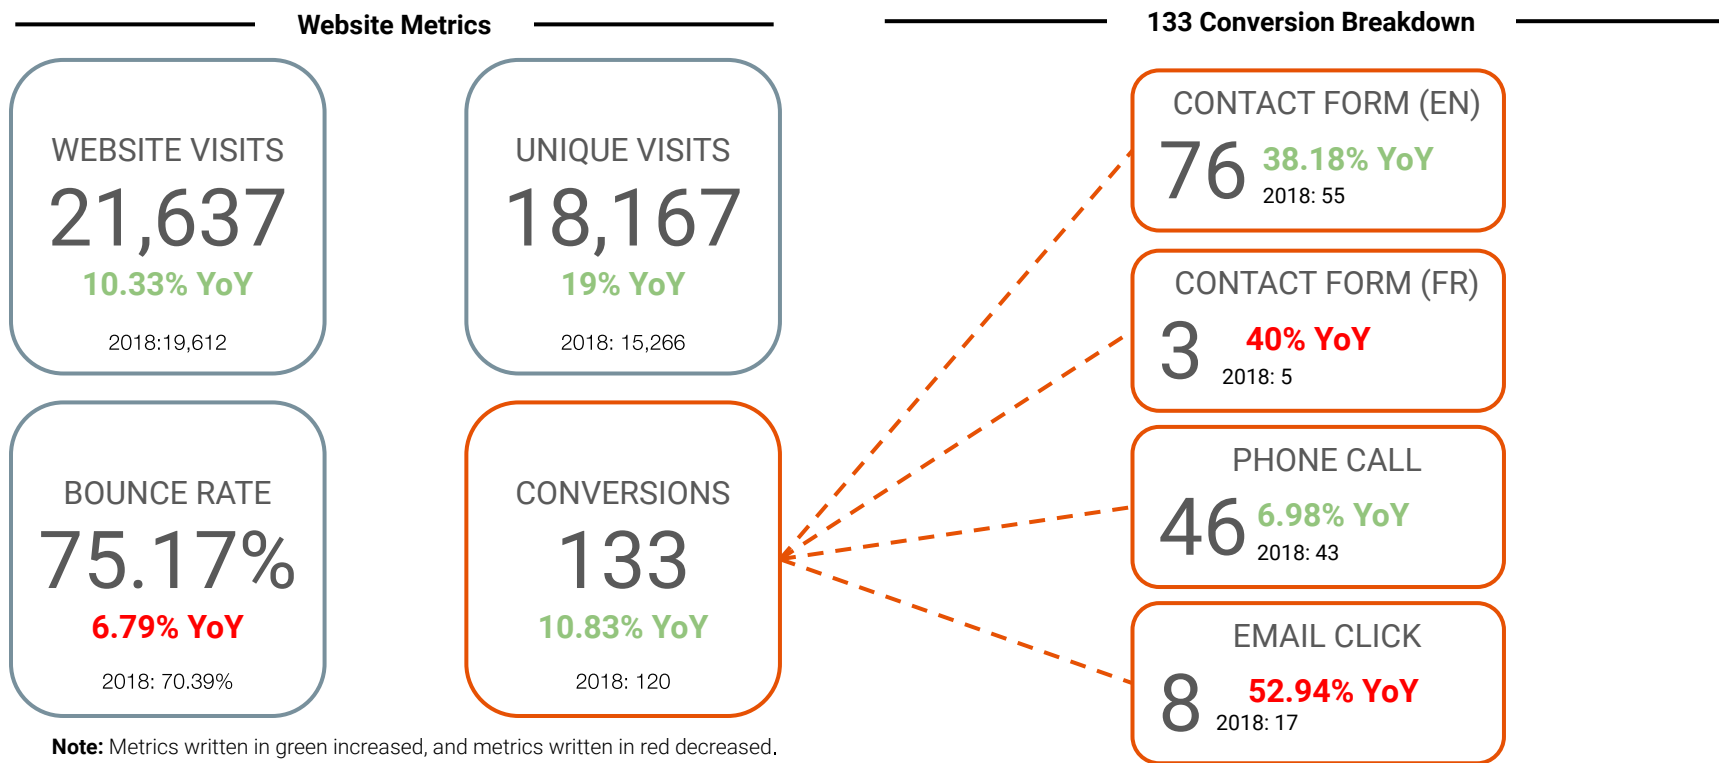 Website Metrics
WEBSITE VISITS
21,637
10.33% YoY
2018:19,612
UNIQUE VISITS
18,167
19% YoY
2018: 15,266
BOUNCE RATE
75.17%
6.79% YoY
2018: 70.39%
CONVERSIONS
133
10.83% YoY
2018: 120
Note: Metrics written in green increased, and metrics written in red decreased.
133 Conversion Breakdown
CONTACT FORM (EN)
76 38.18% YoY
2018: 55
CONTACT FORM (FR)
3 40% YoY
2018: 5
PHONE CALL
46 6.98% YoY
2018: 43
EMAIL CLICK
8 52.94% YoY
2018: 17